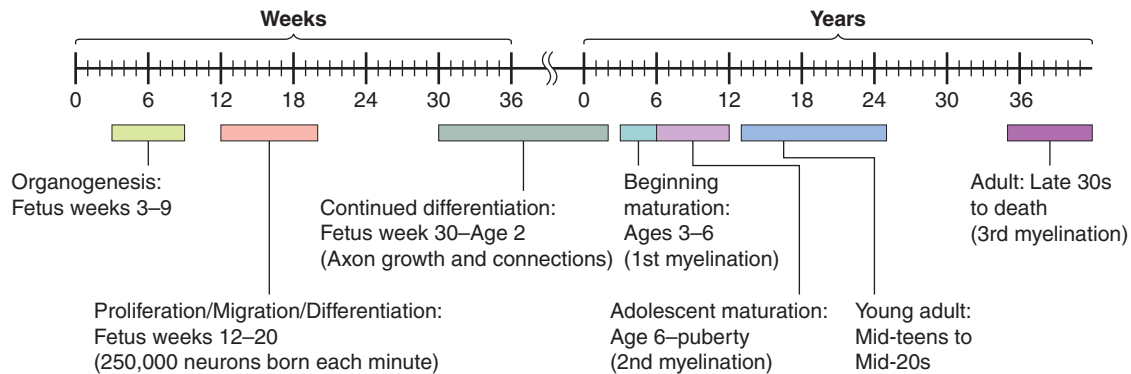 Weeks
Years
0 6 12 18 24 30 36 0 6 12 18 24 30 36
Organogenesis:
Fetus weeks 3–9
Proliferation/Migration/Differentiation:
Fetus weeks 12–20
(250,000 neurons born each minute)
Continued differentiation:
Fetus week 30–Age 2
(Axon growth and connections)
Beginning
maturation:
Ages 3–6
(1st myelination)
Adolescent maturation:
Age 6–puberty
(2nd myelination)
Young adult:
Mid-teens to
Mid-20s
Adult: Late 30s
to death
(3rd myelination)